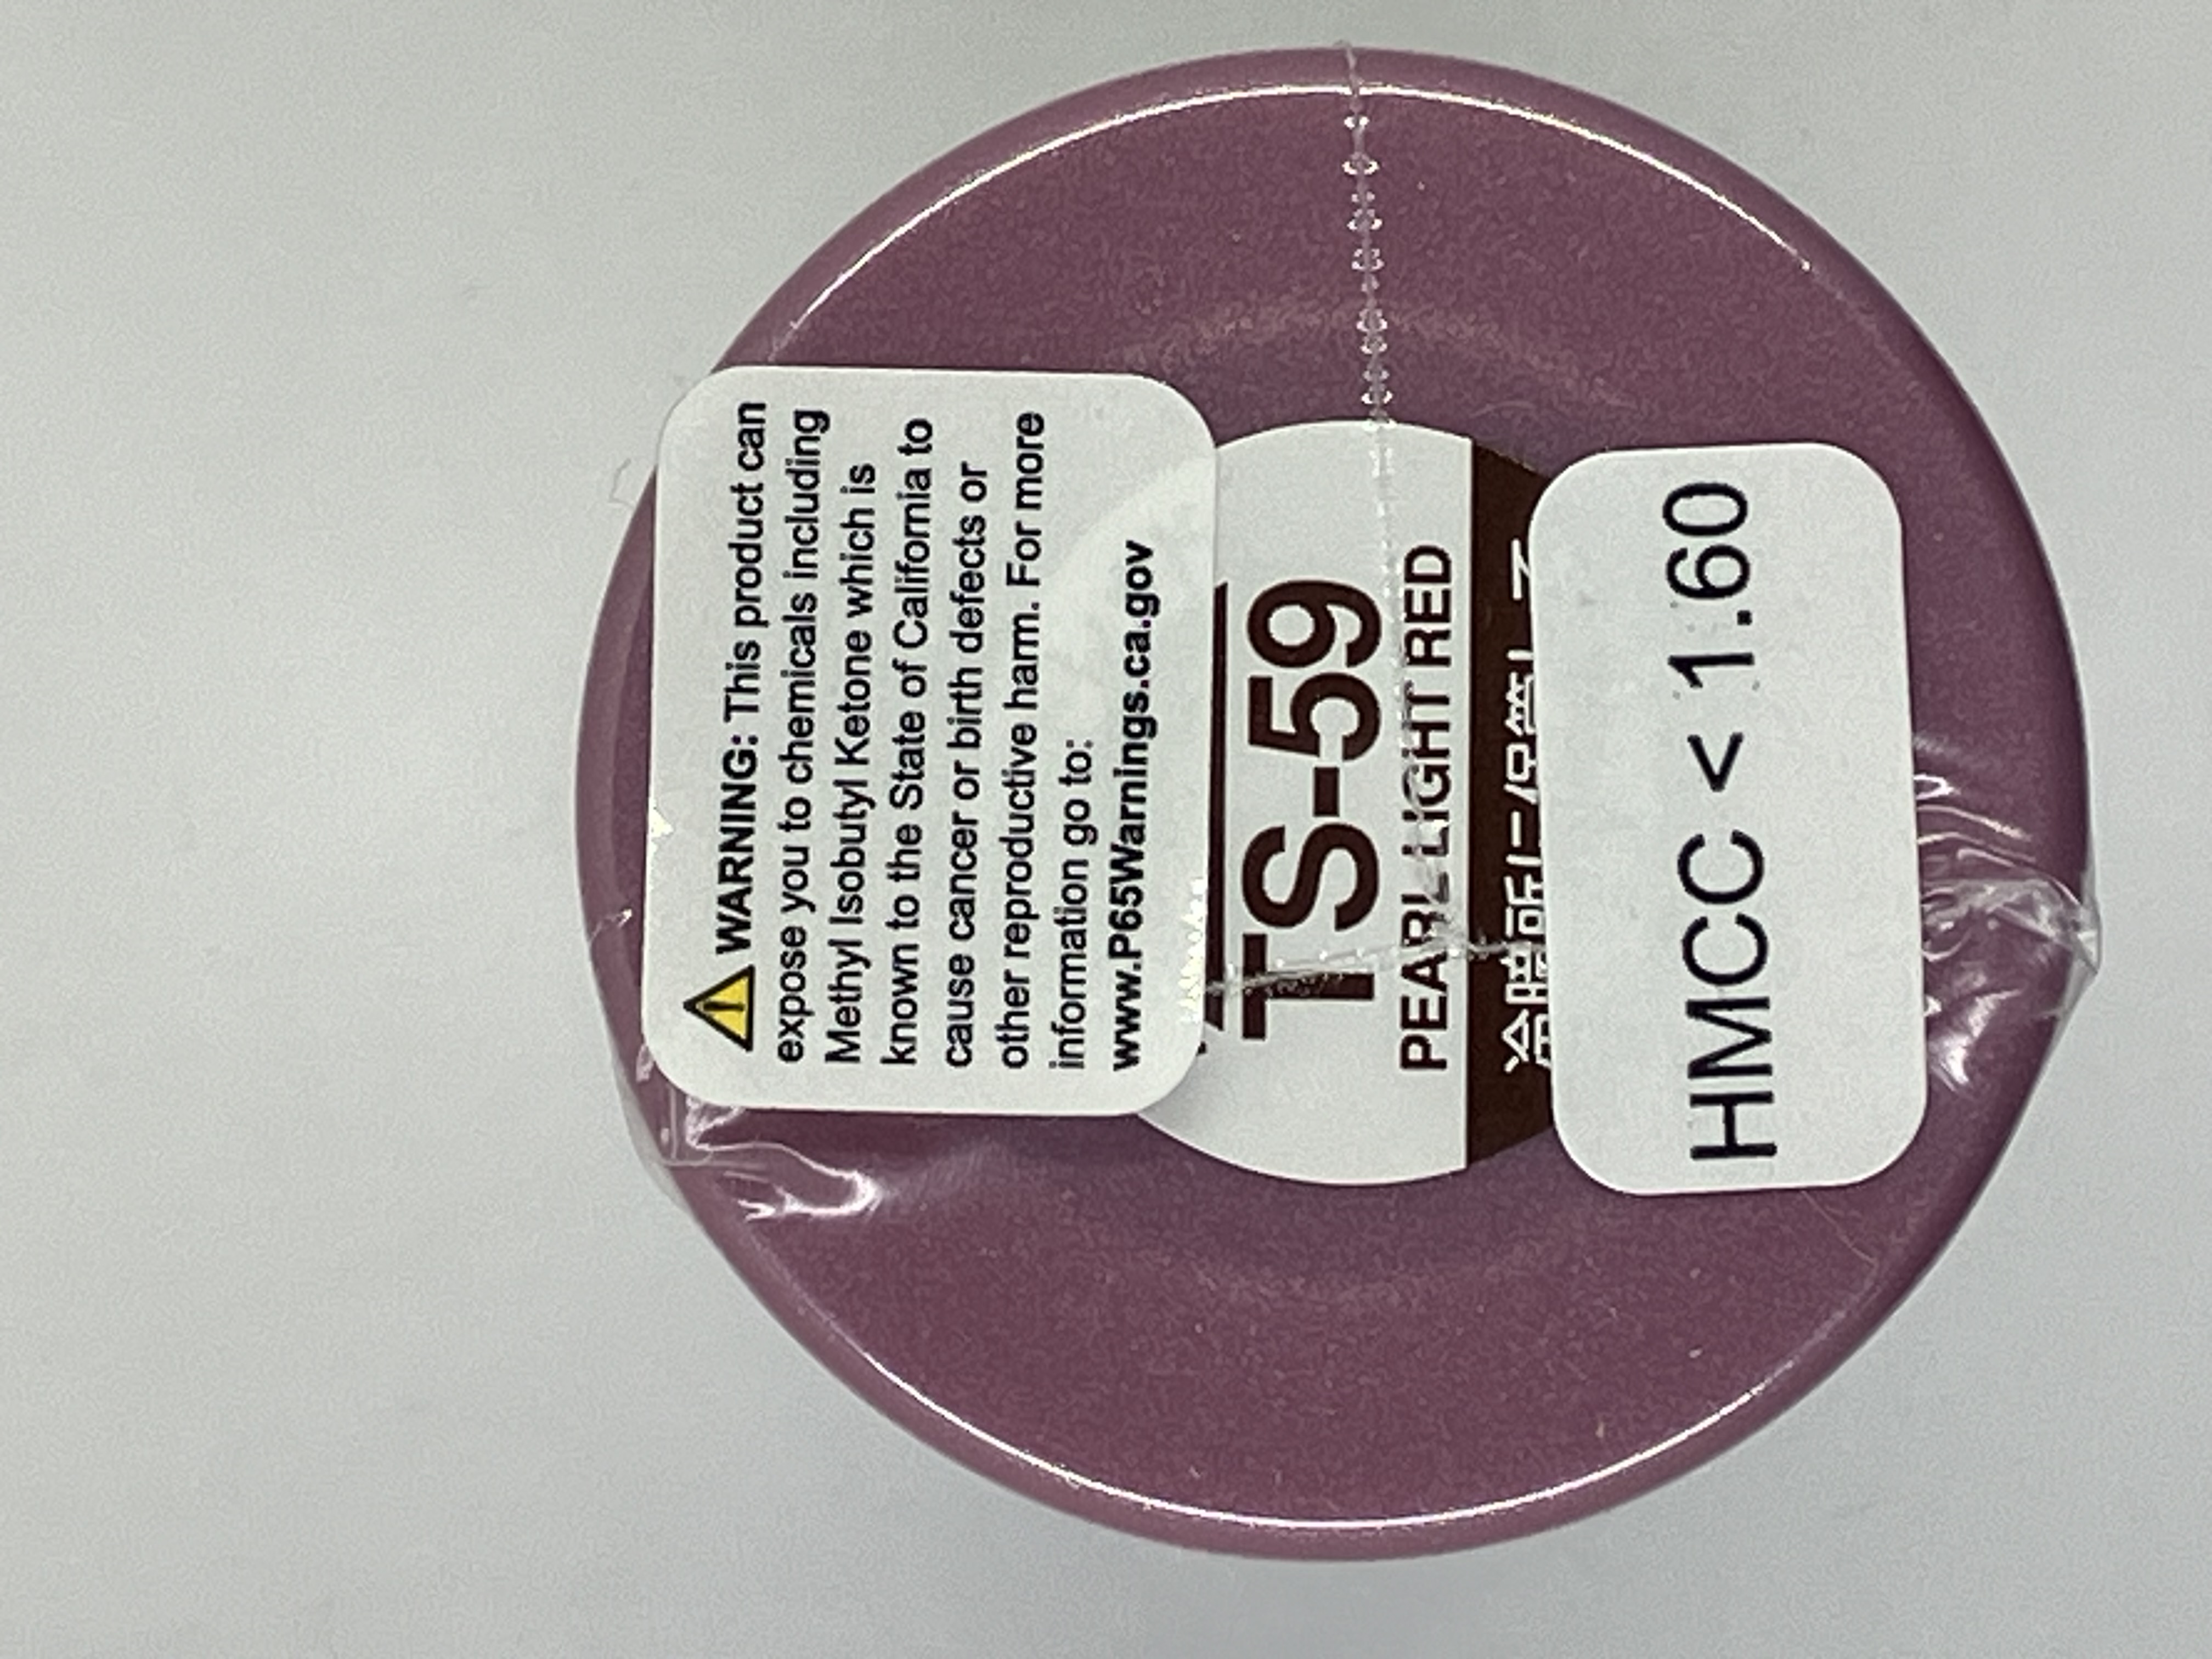 WARNING: This product can
expose you to chemicals including
Methyl Isobutyl Ketone which is
known to the State of California to
cause cancer or birth defects or
other reproductive harm. For more
information go to:
www.P65Warnings.ca.gov
TS-59
PEARL LIGHT RED
HMCC < 1.60